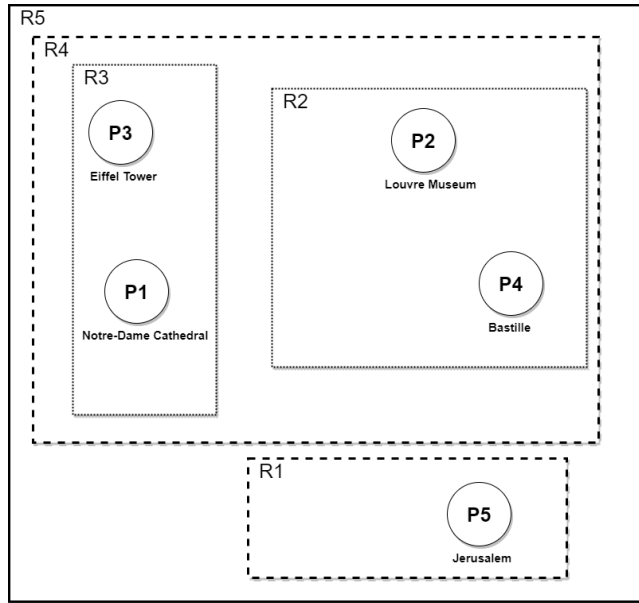 R5
R4
R3
P3
Eiffel Tower
P1
Notre-Dame Cathedral
R2
P2
Louvre Museum
P4
Bastille
R1
P5
Jerusalem